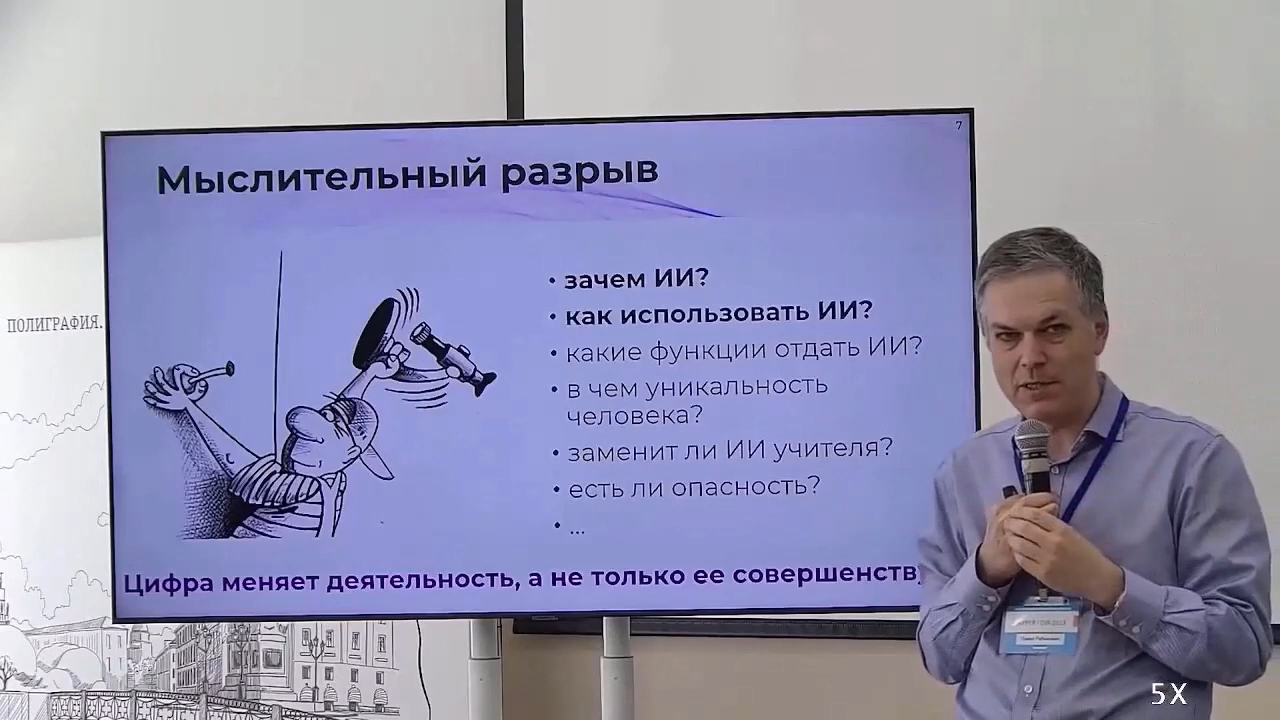 7
Мыслительный разрыв
• зачем ИИ?
• как использовать ИИ?
• какие функции отдать ИИ?
• в чем уникальность
человека?
• заменит ли ИИ учителя?
• есть ли опасность?
• ...
Цифра меняет деятельность, а не только ее совершенству
ПОЛИГРАФИЯ.
5X